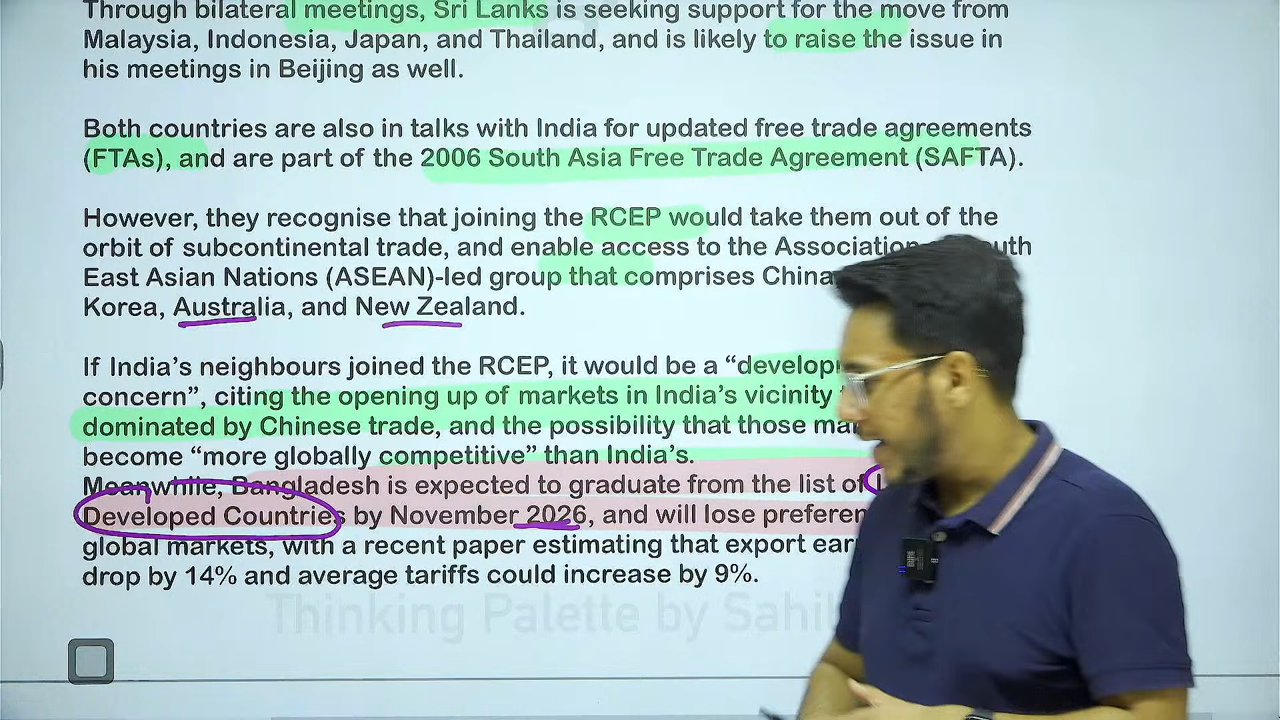 Through bilateral meetings, Sri Lanks is seeking support for the move from
Malaysia, Indonesia, Japan, and Thailand, and is likely to raise the issue in
his meetings in Beijing as well.
Both countries are also in talks with India for updated free trade agreements
(FTAs), and are part of the 2006 South Asia Free Trade Agreement (SAFTA).
However, they recognise that joining the RCEP would take them out of the
orbit of subcontinental trade, and enable access to the Association
East Asian Nations (ASEAN)-led group that comprises China
Korea, Australia, and New Zealand.
If India’s neighbours joined the RCEP, it would be a “
concern”, citing the opening up of markets in India’s vicinity
dominated by Chinese trade, and the possibility that those
become “more globally competitive” than India’s.
Meanwhile, Bangladesh is expected to graduate from the list of
Developed Countries by November 2026, and will lose
global markets, with a recent paper estimating that export
drop by 14% and average tariffs could increase by 9%.
Thinking Palette by